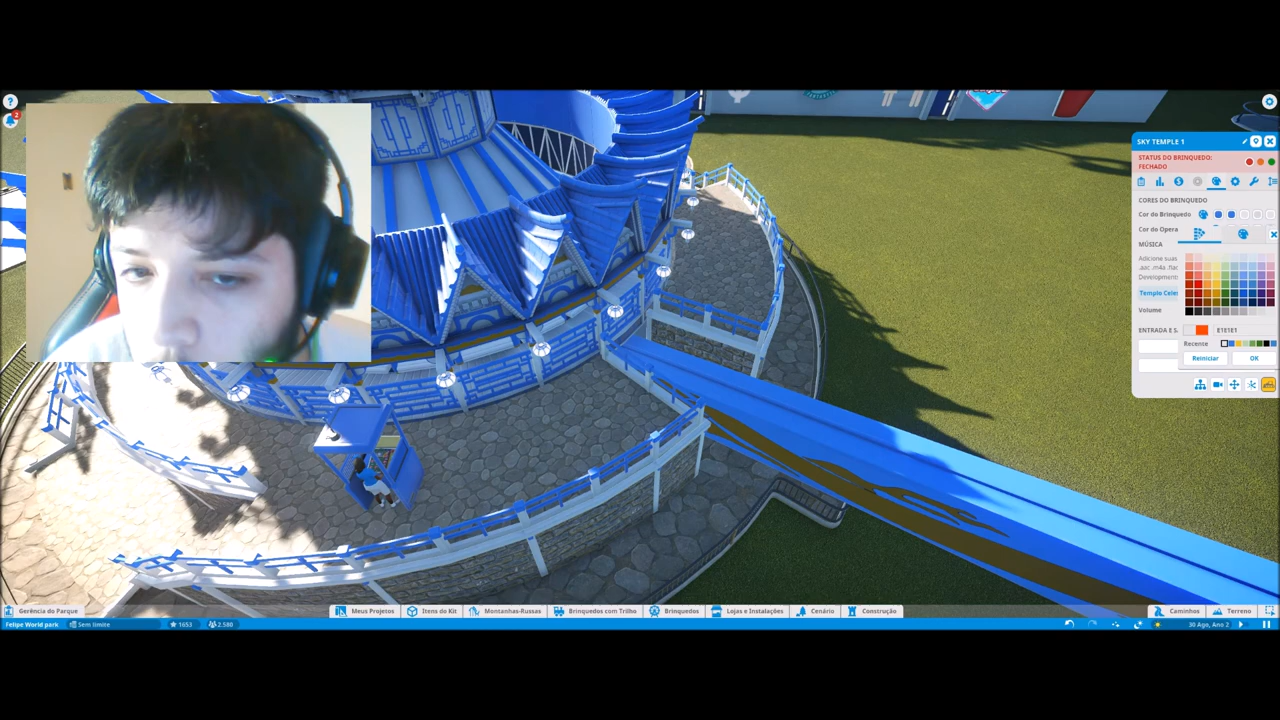 ?
2
SKY TEMPLE 1
STATUS DO BRINQUEDO:
FECHADO
CORES DO BRINQUEDO
Cor do Brinquedo
Cor do Opera
MÚSICA
Adicione suas
.aac, .m4a, .flac
Development\
Templo Celes
Volume
ENTRADA E S
E1E1E1
Recente
Reiniciar
OK
Gerência do Parque
Meus Projetos
Itens do Kit
Montanhas-Russas
Brinquedos com Trilho
Brinquedos
Lojas e Instalações
Cenário
Construção
Caminhos
Terreno
Felipe World park
Sem limite
1653
2.580
30 Ago, Ano 2